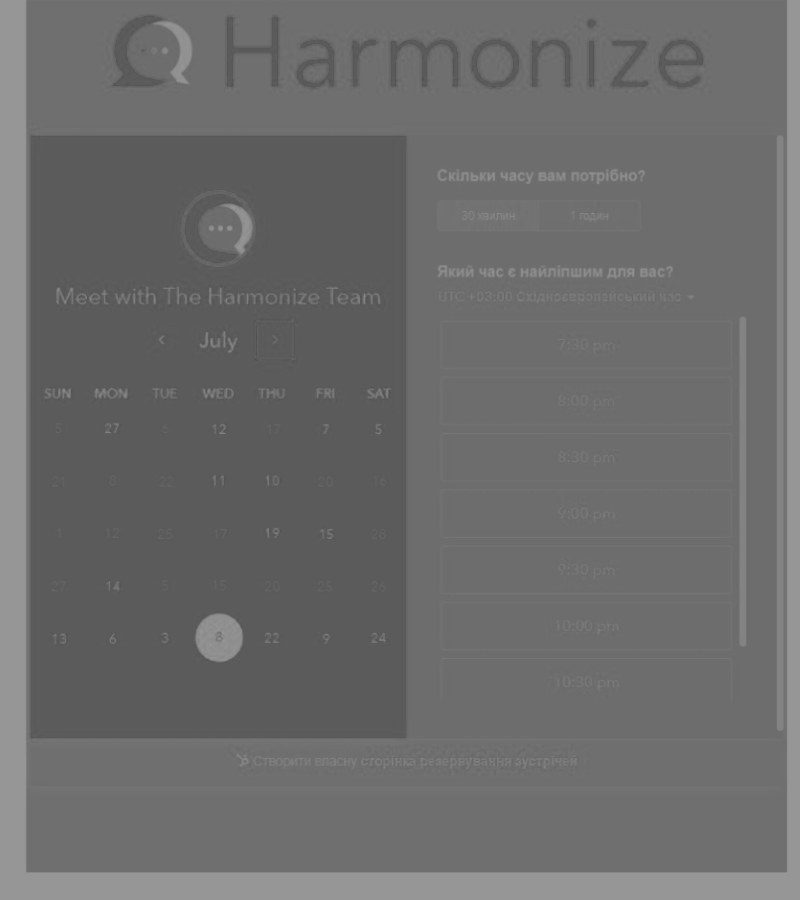 Harmonize
Meet with The Harmonize Team
‹ July ›
SUN MON TUE WED THU FRI SAT
5 27 6 12 17 7 5
21 8 22 11 10 20 16
1 12 25 17 19 15 28
27 14 5 15 20 25 26
13 6 3 8 22 9 24
Скільки часу вам потрібно?
30 хвилин 1 годин
Який час є найліпшим для вас?
UTC +03:00 Східноєвропейський час
7:30 pm
8:00 pm
8:30 pm
9:00 pm
9:30 pm
10:00 pm
10:30 pm
Створити власну сторінка резервування зустрічея